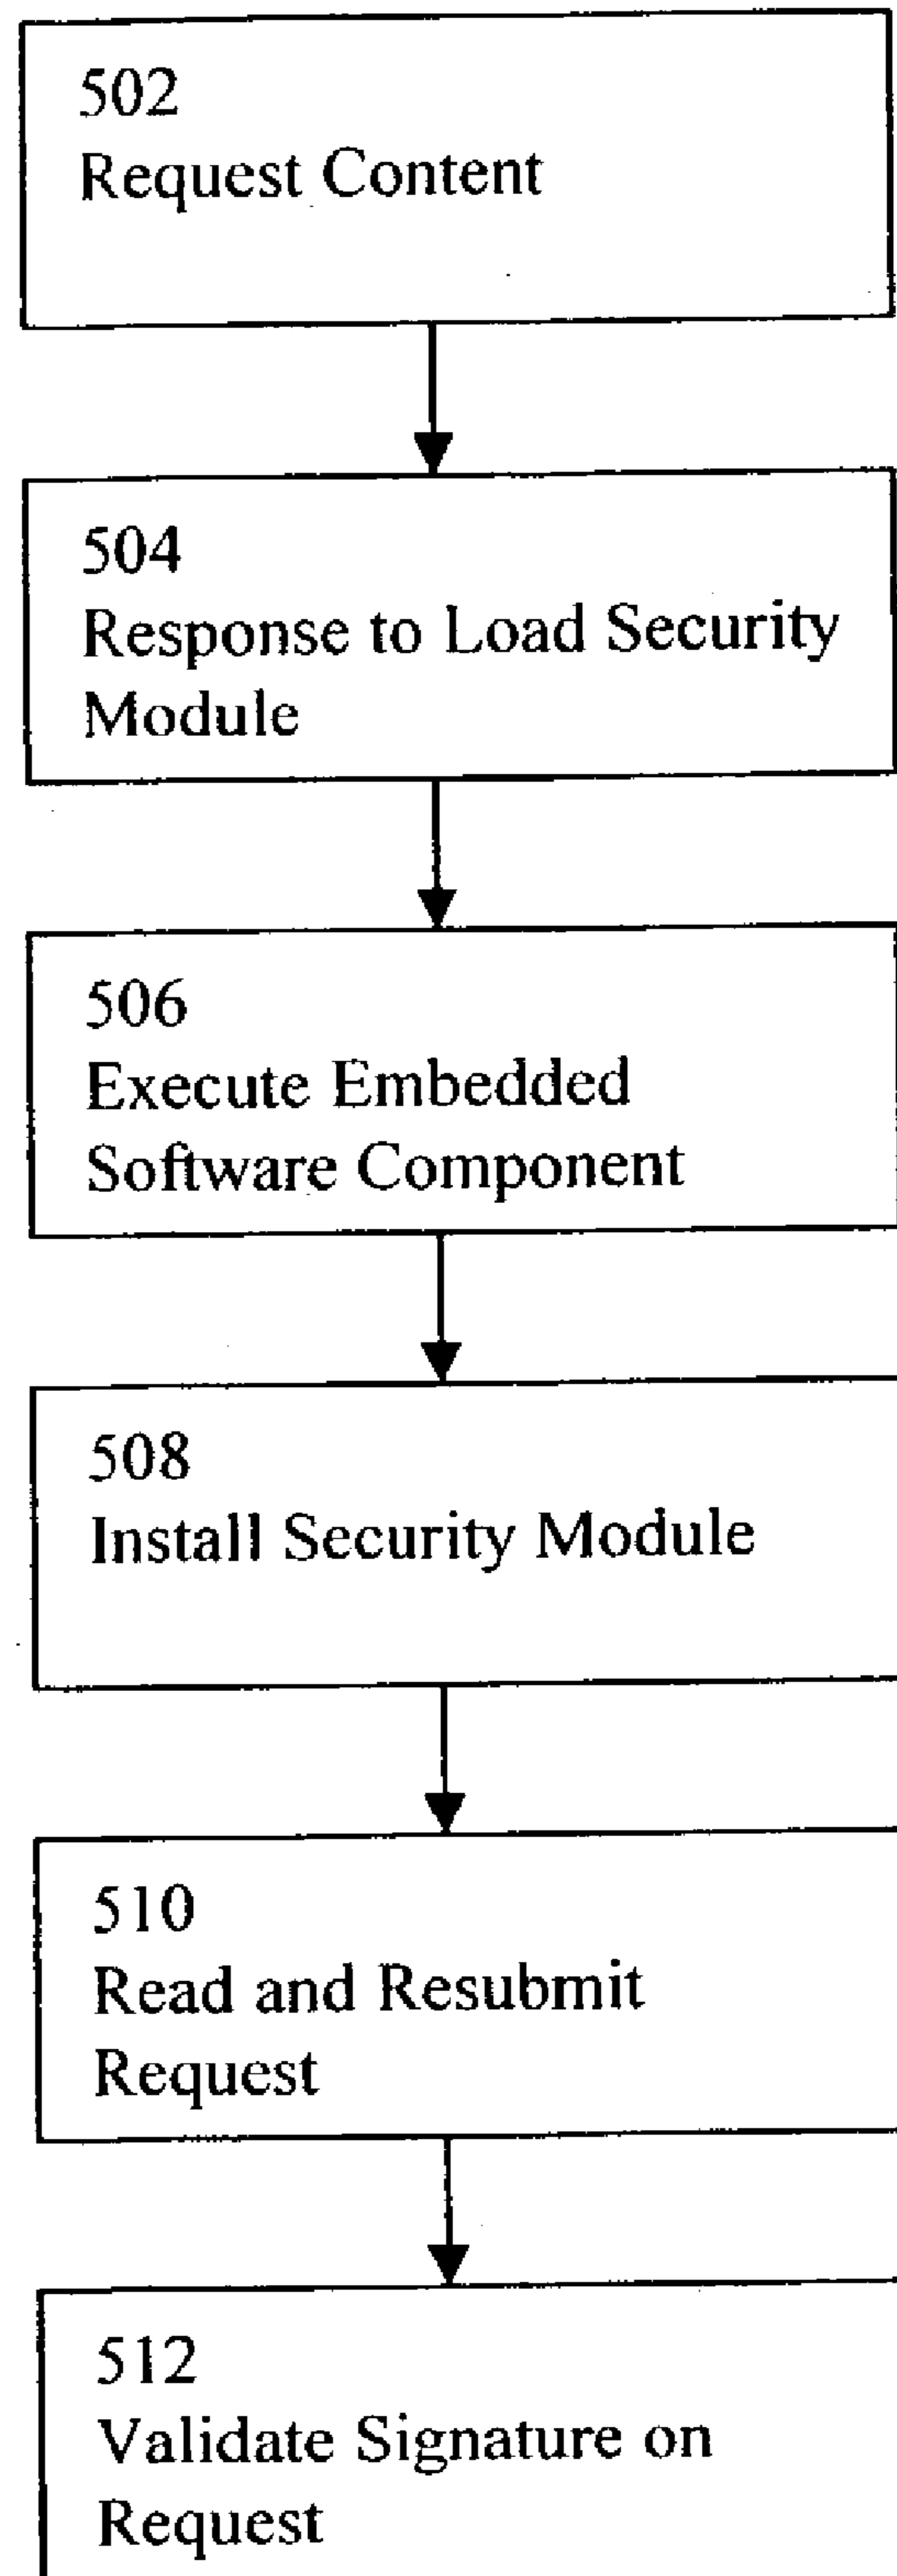 502
Request Content
504
Response to Load Security
Module
506
Execute Embedded
Software Component
508
Install Security Module
510
Read and Resubmit
Request
512
Validate Signature on
Request